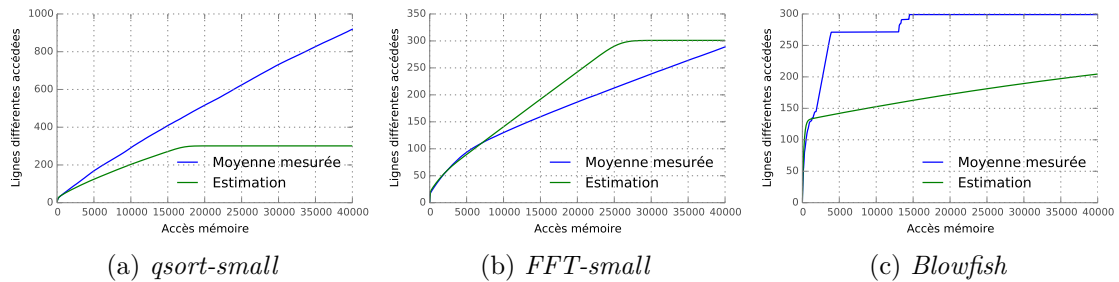 1000
800
600
400
200
0
Lignes différentes accédées
Moyenne mesurée
Estimation
0 5000 10000 15000 20000 25000 30000 35000 40000
Accès mémoire
(a) qsort-small
350
300
250
200
150
100
50
0
Lignes différentes accédées
Moyenne mesurée
Estimation
0 5000 10000 15000 20000 25000 30000 35000 40000
Accès mémoire
(b) FFT-small
300
250
200
150
100
50
0
Lignes différentes accédées
Moyenne mesurée
Estimation
0 5000 10000 15000 20000 25000 30000 35000 40000
Accès mémoire
(c) Blowfish